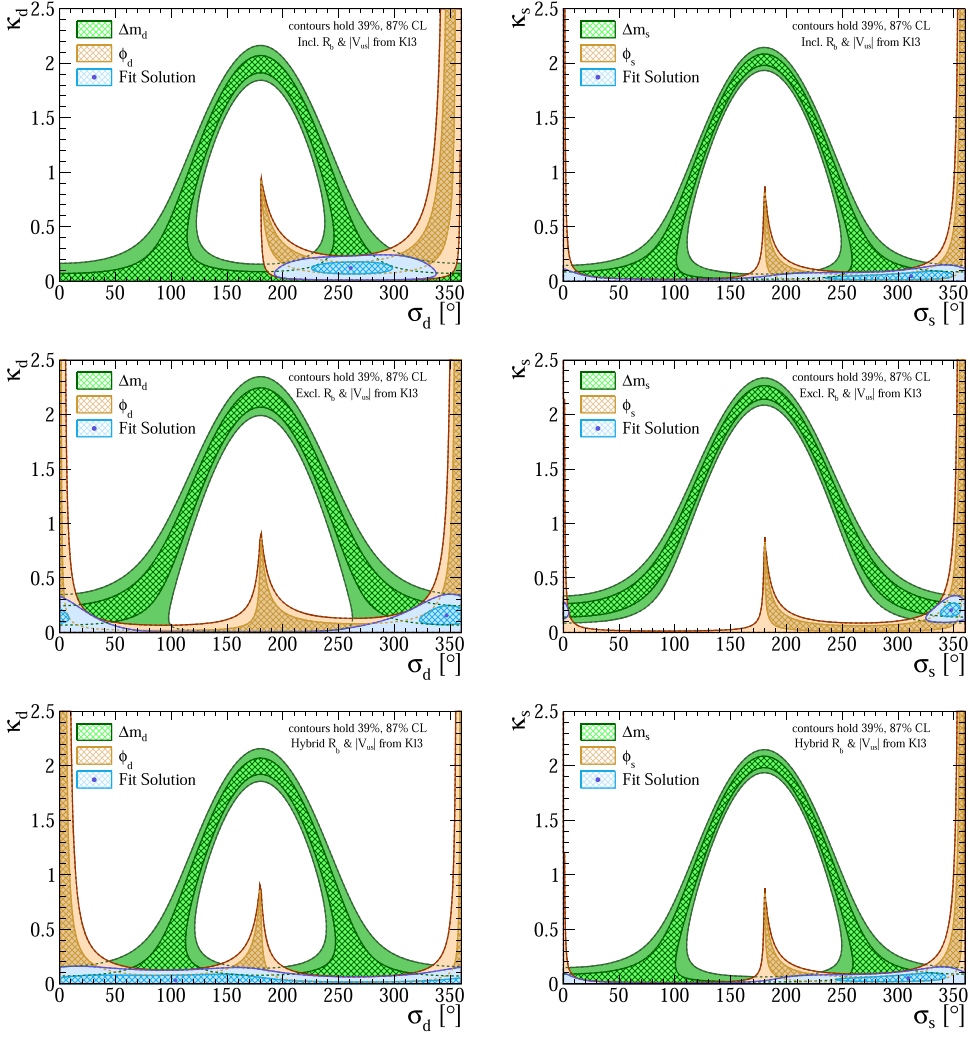 κd
2.5
2
1.5
1
0.5
0
Δmd
ϕd
Fit Solution
contours hold 39%, 87% CL
Incl. Rb & |Vus| from Kl3
0 50 100 150 200 250 300 350
σd [°]
κs
2.5
2
1.5
1
0.5
0
Δms
ϕs
Fit Solution
contours hold 39%, 87% CL
Incl. Rb & |Vus| from Kl3
0 50 100 150 200 250 300 350
σs [°]
κd
2.5
2
1.5
1
0.5
0
Δmd
ϕd
Fit Solution
contours hold 39%, 87% CL
Excl. Rb & |Vus| from Kl3
0 50 100 150 200 250 300 350
σd [°]
κs
2.5
2
1.5
1
0.5
0
Δms
ϕs
Fit Solution
contours hold 39%, 87% CL
Excl. Rb & |Vus| from Kl3
0 50 100 150 200 250 300 350
σs [°]
κd
2.5
2
1.5
1
0.5
0
Δmd
ϕd
Fit Solution
contours hold 39%, 87% CL
Hybrid Rb & |Vus| from Kl3
0 50 100 150 200 250 300 350
σd [°]
κs
2.5
2
1.5
1
0.5
0
Δms
ϕs
Fit Solution
contours hold 39%, 87% CL
Hybrid Rb & |Vus| from Kl3
0 50 100 150 200 250 300 350
σs [°]